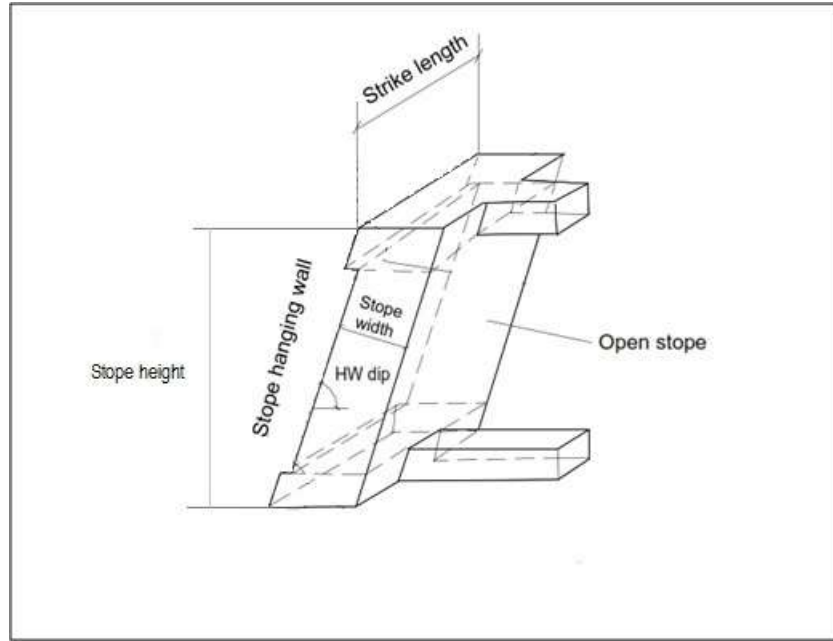 Strike length
Stope hanging wall
Stope
width
HW dip
Stope height
Open stope